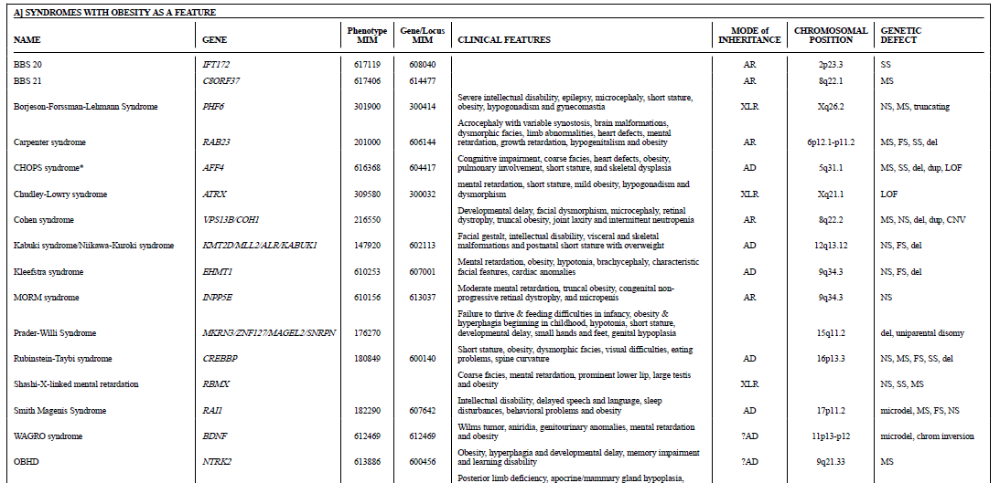 A] SYNDROMES WITH OBESITY AS A FEATURE
NAME GENE Phenotype MIM Gene/Locus MIM CLINICAL FEATURES MODE of INHERITANCE CHROMOSOMAL POSITION GENETIC DEFECT
BBS 20 IFT172 617119 608040 AR 2p23.3 SS
BBS 21 C8ORF37 617406 614477 AR 8q22.1 MS
Borjeson-Forssman-Lehmann Syndrome PHF6 301900 300414 Severe intellectual disability, epilepsy, microcephaly, short stature, obesity, hypogonadism and gynecomastia XLR Xq26.2 NS, MS, truncating
Carpenter syndrome RAB23 201000 606144 Acrocephaly with variable synostosis, brain malformations, dysmorphic facies, limb abnormalities, heart defects, mental retardation, growth retardation, hypogenitalism and obesity AR 6p12.1-p11.2 MS, FS, SS, del
CHOPS syndrome* AFF4 616368 604417 Congnitive impairment, coarse facies, heart defects, obesity, pulmonary involvement, short stature, and skeletal dysplasia AD 5q31.1 MS, SS, del, dup, LOF
Chudley-Lowry syndrome ATRX 309580 300032 mental retardation, short stature, mild obesity, hypogonadism and dysmorphism XLR Xq21.1 LOF
Cohen syndrome VPS13B/COH1 216550 Developmental delay, facial dysmorphism, microcephaly, retinal dystrophy, truncal obesity, joint laxity and intermittent neutropenia AR 8q22.2 MS, NS, del, dup, CNV
Kabuki syndrome/Niikawa-Kuroki syndrome KMT2D/MLL2/ALR/KABUK1 147920 602113 Facial gestalt, intellectual disability, visceral and skeletal malformations and postnatal short stature with overweight AD 12q13.12 NS, FS, del
Kleefstra syndrome EHMT1 610253 607001 Mental retardation, obesity, hypotonia, brachycephaly, characteristic facial features, cardiac anomalies AD 9q34.3 NS, FS, del
MORM syndrome INPP5E 610156 613037 Moderate mental retardation, truncal obesity, congenital non-progressive retinal dystrophy, and micropenis AR 9q34.3 NS
Prader-Willi Syndrome MKRN3/ZNF127/MAGEL2/SNRPN 176270 Failure to thrive & feeding difficulties in infancy, obesity & hyperphagia beginning in childhood, hypotonia, short stature, developmental delay, small hands and feet, genital hypoplasia 15q11.2 del, uniparental disomy
Rubinstein-Taybi syndrome CREBBP 180849 600140 Short stature, obesity, dysmorphic facies, visual difficulties, eating problems, spine curvature AD 16p13.3 NS, MS, FS, SS, del
Shashi-X-linked mental retardation RBMX Coarse facies, mental retardation, prominent lower lip, large testis and obesity XLR NS, SS, MS
Smith Magenis Syndrome RAI1 182290 607642 Intellectual disability, delayed speech and language, sleep disturbances, behavioral problems and obesity AD 17p11.2 microdel, MS, FS, NS
WAGRO syndrome BDNF 612469 612469 Wilms tumor, aniridia, genitourinary anomalies, mental retardation and obesity ?AD 11p13-p12 microdel, chrom inversion
OBHD NTRK2 613886 600456 Obesity, hyperphagia and developmental delay, memory impairment and learning disability ?AD 9q21.33 MS
Posterior limb deficiency, apocrine/mammary gland hypoplasia,